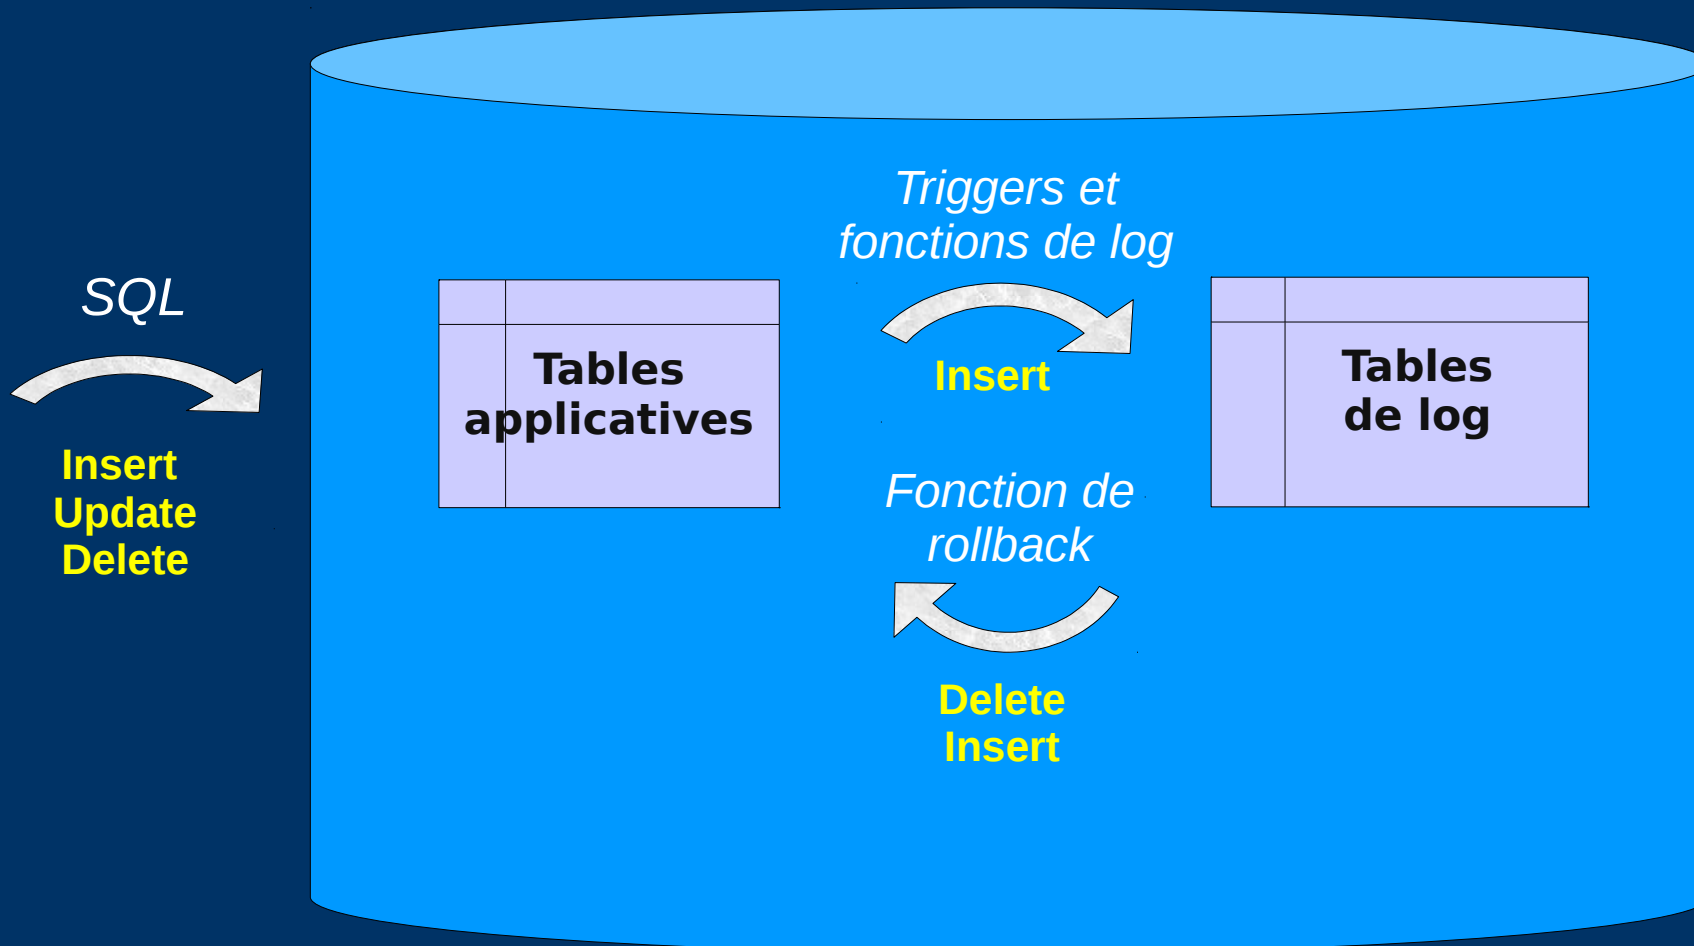 SQL
Insert
Update
Delete
Tables
applicatives
Triggers et
fonctions de log
Insert
Fonction de
rollback
Delete
Insert
Tables
de log